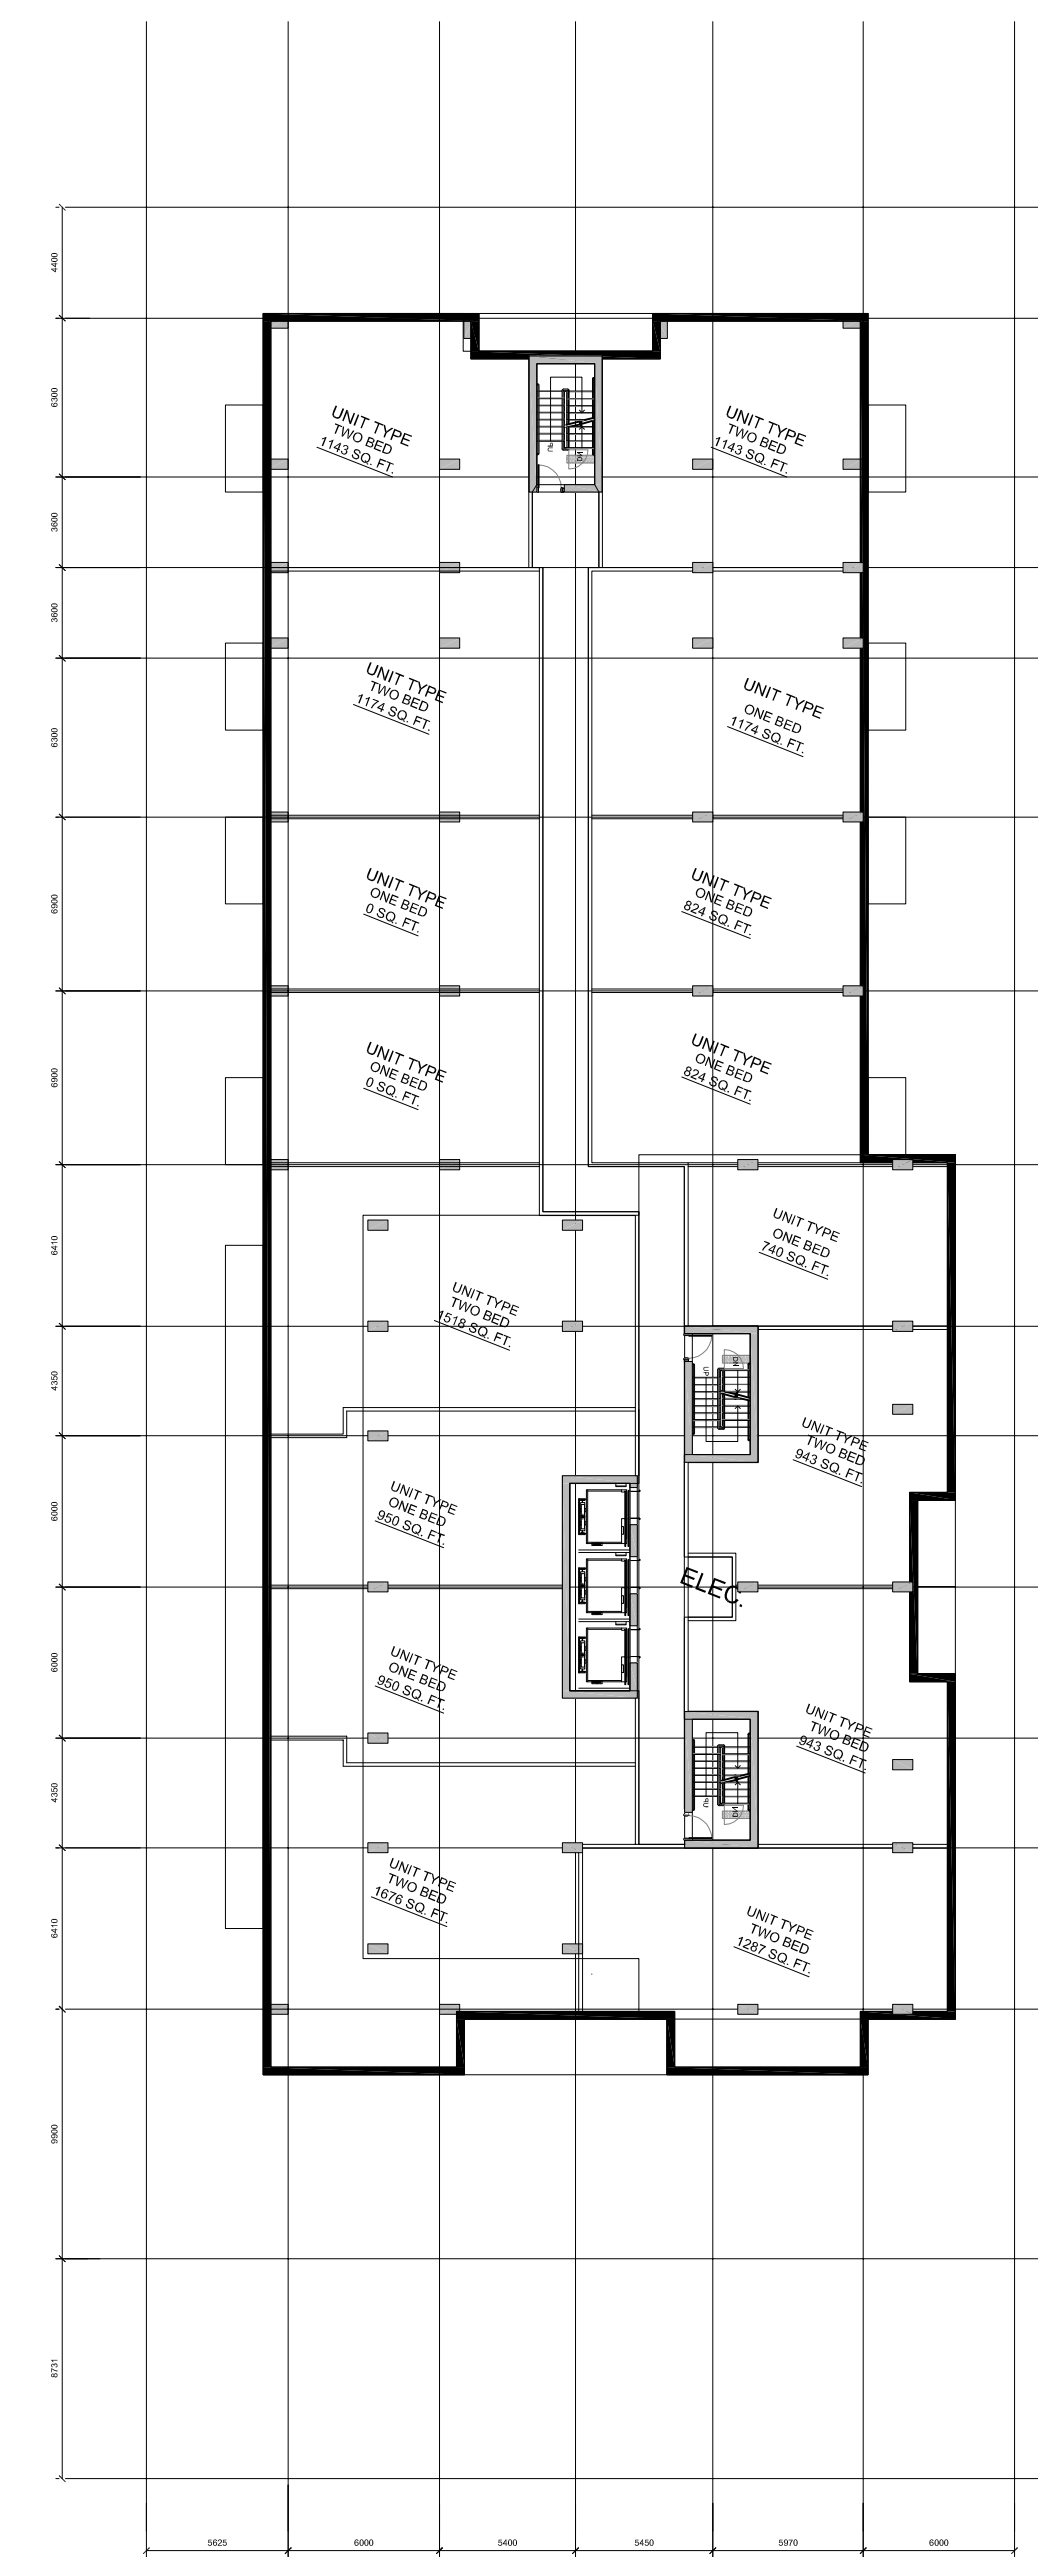 4400
6300
UNIT TYPE
TWO BED
1143 SQ. FT.
UNIT TYPE
TWO BED
1143 SQ. FT.
UP
DN
3600
3600
UNIT TYPE
TWO BED
1174 SQ. FT.
UNIT TYPE
ONE BED
1174 SQ. FT.
6300
UNIT TYPE
ONE BED
0 SQ. FT.
UNIT TYPE
ONE BED
824 SQ. FT.
6900
UNIT TYPE
ONE BED
0 SQ. FT.
UNIT TYPE
ONE BED
824 SQ. FT.
6900
UNIT TYPE
ONE BED
740 SQ. FT.
6410
UNIT TYPE
TWO BED
1518 SQ. FT.
UP
DN
4350
UNIT TYPE
TWO BED
943 SQ. FT.
UNIT TYPE
ONE BED
950 SQ. FT.
6000
ELEC.
UNIT TYPE
ONE BED
950 SQ. FT.
6000
UNIT TYPE
TWO BED
943 SQ. FT.
4350
UP
DN
UNIT TYPE
TWO BED
1676 SQ. FT.
UNIT TYPE
TWO BED
1287 SQ. FT.
6410
9900
8731
5625
6000
5400
5450
5970
6000